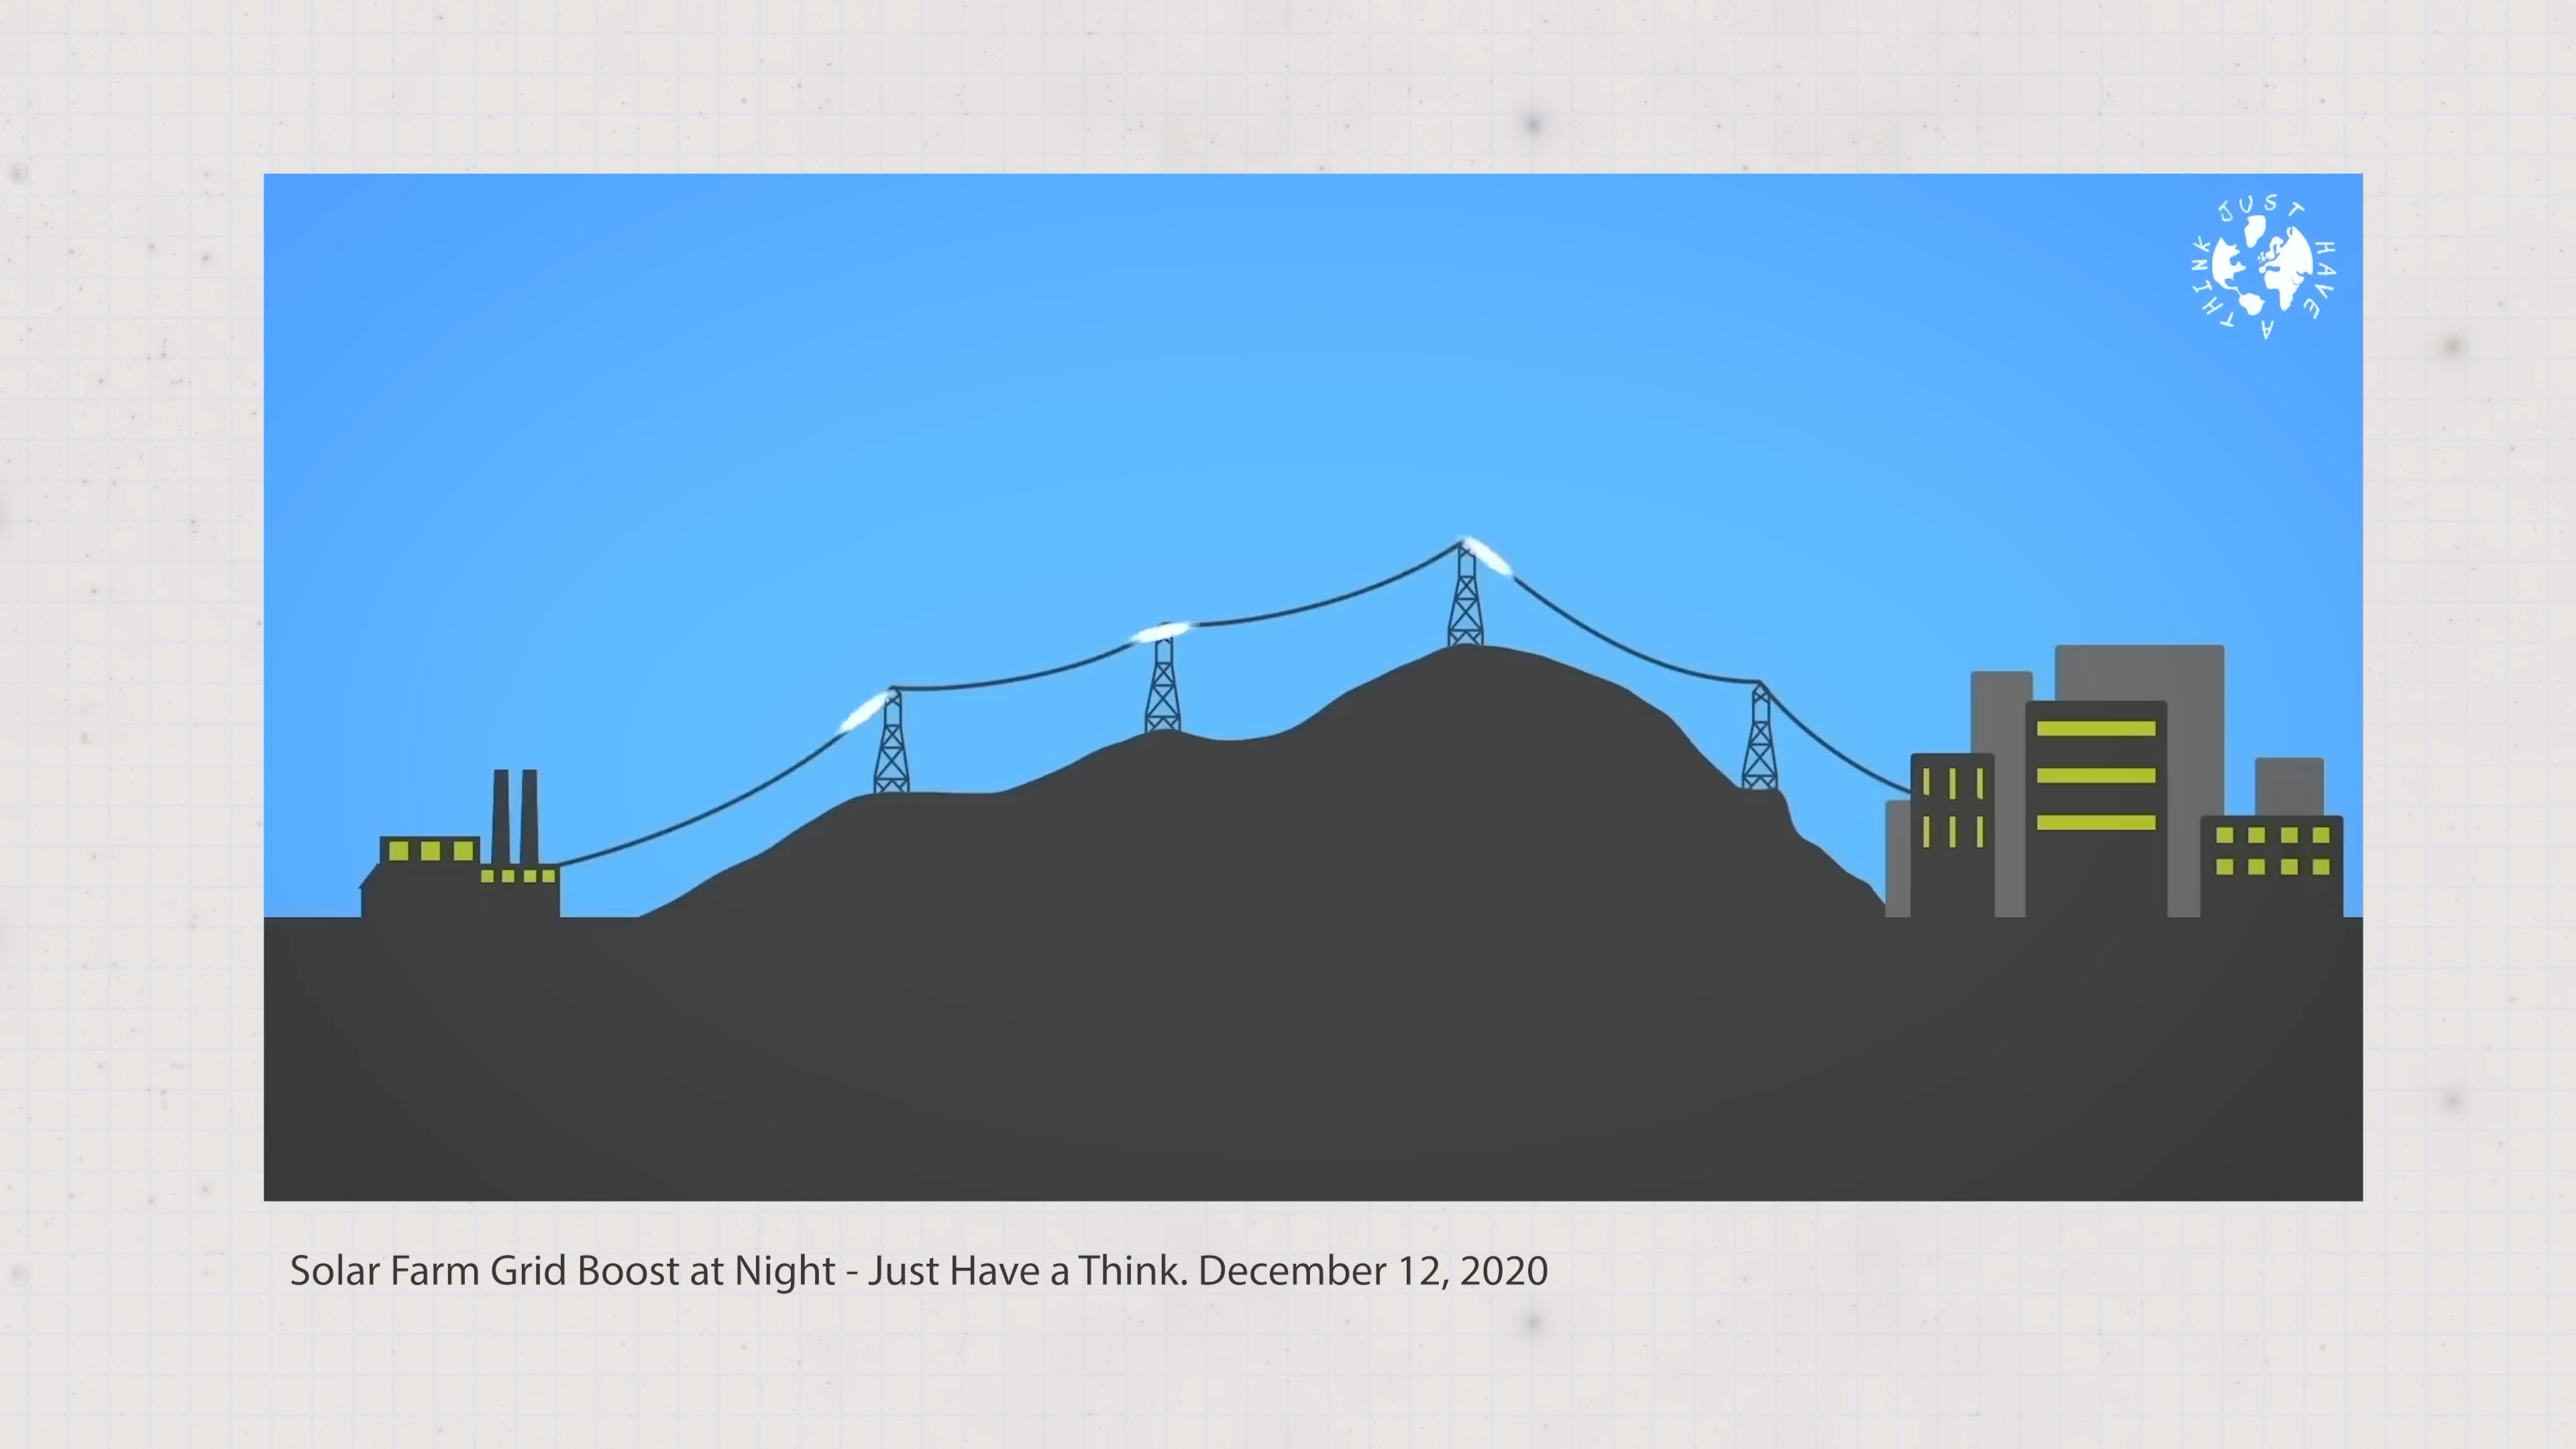 JUST HAVE A THINK
Solar Farm Grid Boost at Night - Just Have a Think. December 12, 2020